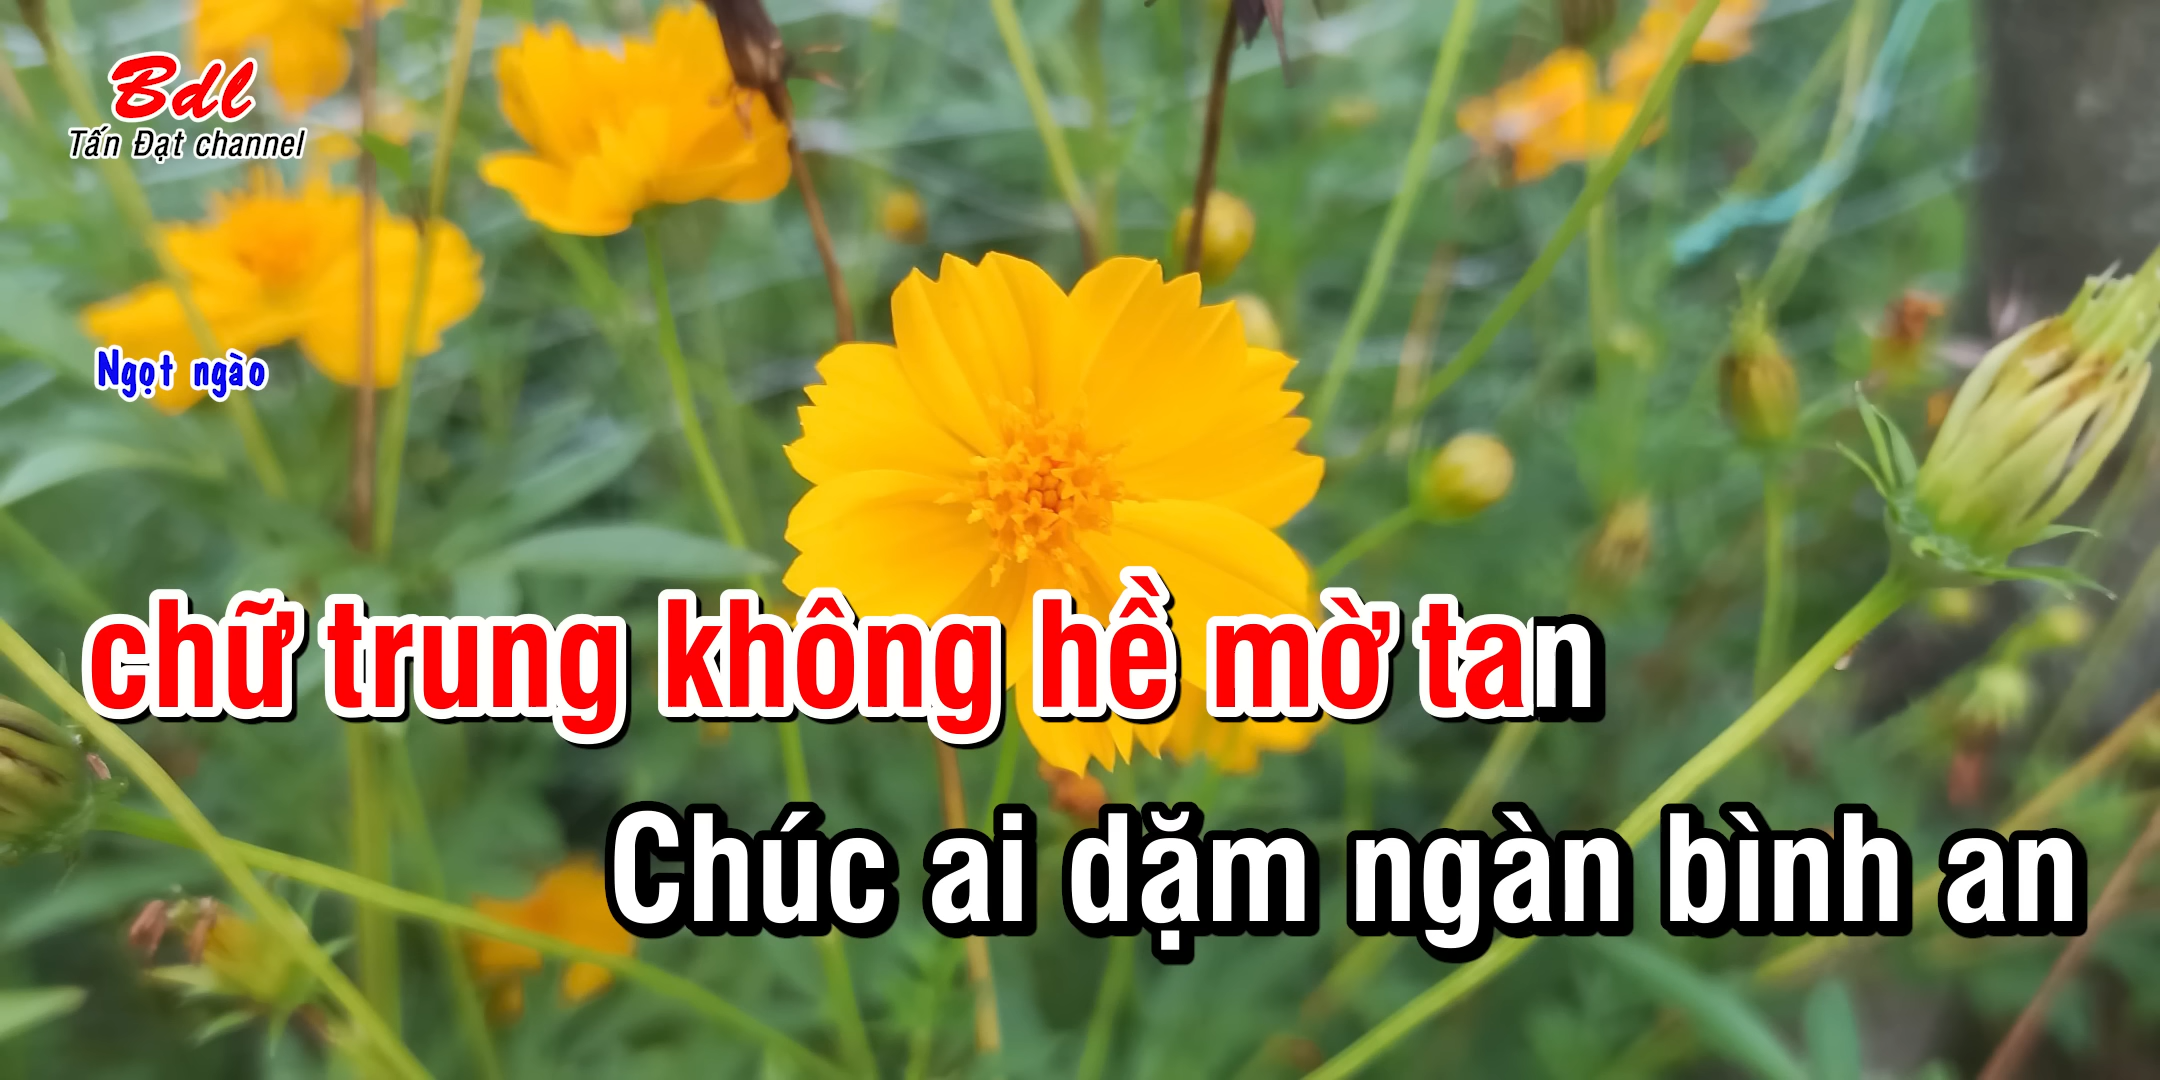 Bdl
Tấn Đạt channel
Ngọt ngào
chữ trung không hề mờ tan
Chúc ai dặm ngàn bình an